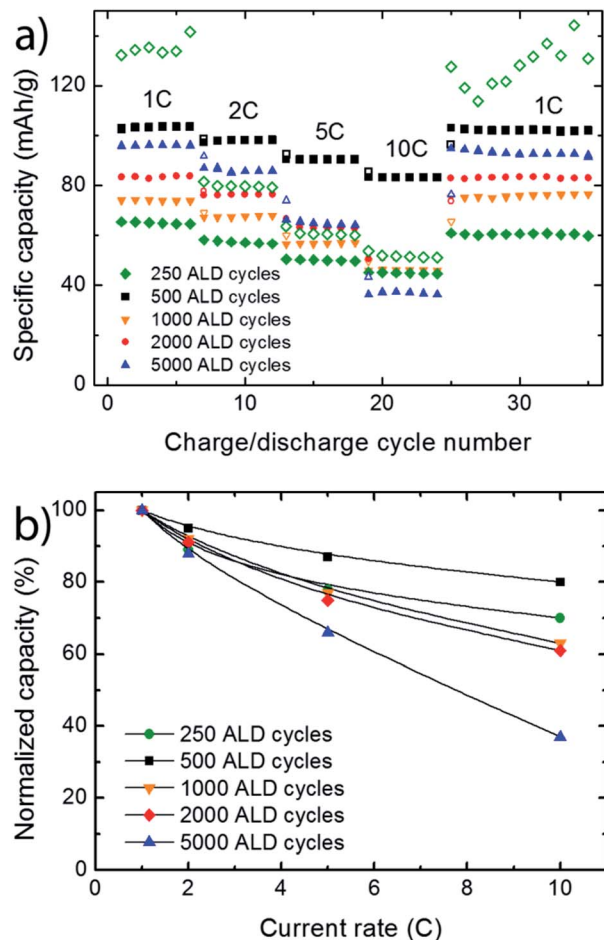 a)
Specific capacity (mAh/g)
120
80
40
0
1C
2C
5C
10C
1C
250 ALD cycles
500 ALD cycles
1000 ALD cycles
2000 ALD cycles
5000 ALD cycles
0
10
20
30
Charge/discharge cycle number
b)
Normalized capacity (%)
100
80
60
40
20
0
250 ALD cycles
500 ALD cycles
1000 ALD cycles
2000 ALD cycles
5000 ALD cycles
0
2
4
6
8
10
Current rate (C)